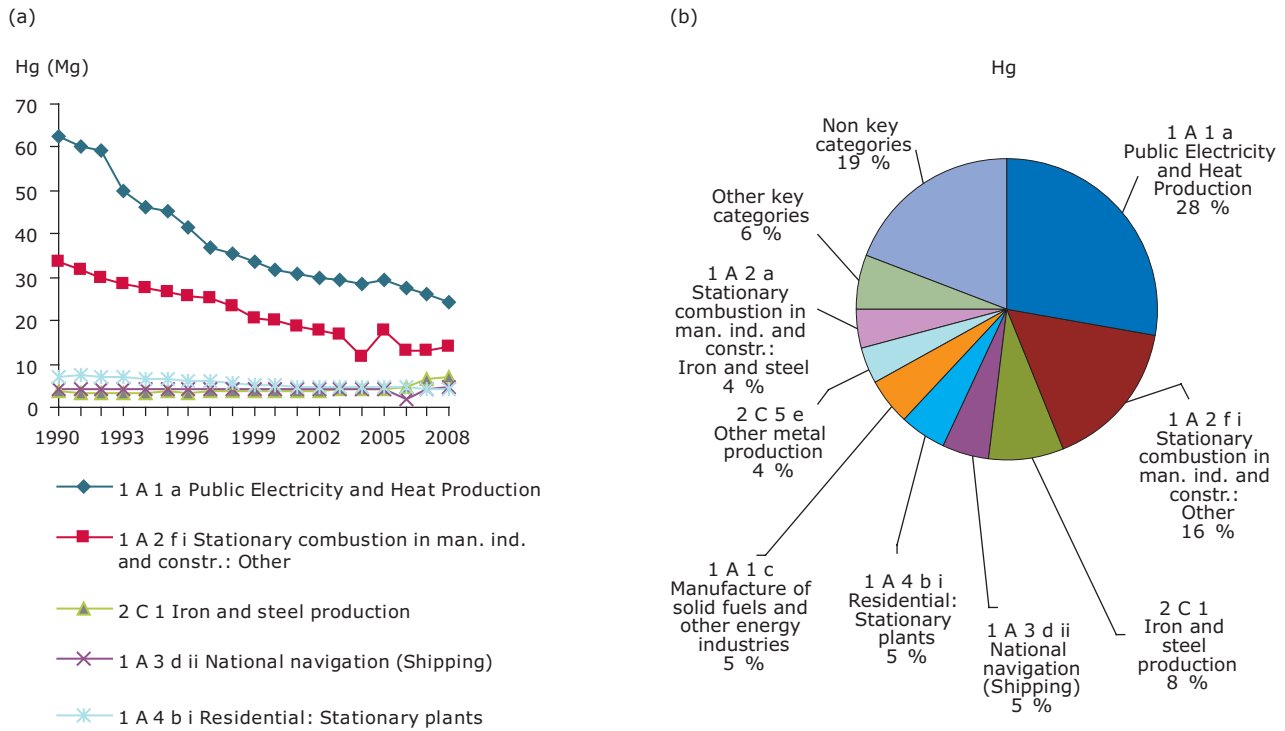 (a)
Hg (Mg)
70
60
50
40
30
20
10
0
1990 1993 1996 1999 2002 2005 2008
1 A 1 a Public Electricity and Heat Production
1 A 2 f i Stationary combustion in man. ind.
and constr.: Other
2 C 1 Iron and steel production
1 A 3 d ii National navigation (Shipping)
1 A 4 b i Residential: Stationary plants
(b)
Hg
1 A 1 a
Public Electricity
and Heat
Production
28 %
1 A 2 f i
Stationary
combustion in
man. ind. and
constr.:
Other
16 %
2 C 1
Iron and
steel
production
8 %
1 A 3 d ii
National
navigation
(Shipping)
5 %
1 A 4 b i
Residential:
Stationary
plants
5 %
1 A 1 c
Manufacture of
solid fuels and
other energy
industries
5 %
2 C 5 e
Other metal
production
4 %
1 A 2 a
Stationary
combustion in
man. ind. and
constr.:
Iron and steel
4 %
Other key
categories
6 %
Non key
categories
19 %